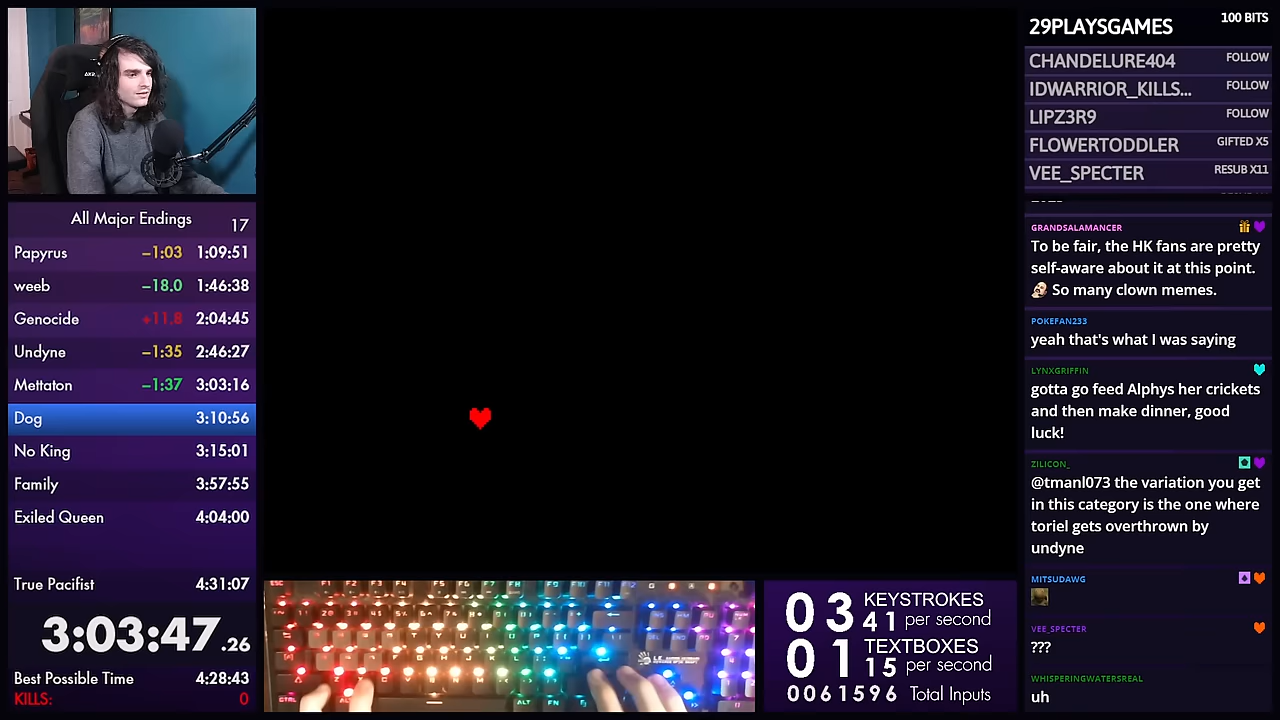 All Major Endings
17
Papyrus −1:03 1:09:51
weeb −18.0 1:46:38
Genocide +11.8 2:04:45
Undyne −1:35 2:46:27
Mettaton −1:37 3:03:16
Dog 3:10:56
No King 3:15:01
Family 3:57:55
Exiled Queen 4:04:00
True Pacifist 4:31:07
3:03:47.26
Best Possible Time 4:28:43
KILLS: 0
03 KEYSTROKES
41 per second
01 TEXTBOXES
15 per second
0061596 Total Inputs
29PLAYSGAMES 100 BITS
CHANDELURE404 FOLLOW
IDWARRIOR_KILLS... FOLLOW
LIPZ3R9 FOLLOW
FLOWERTODDLER GIFTED X5
VEE_SPECTER RESUB X11
GRANDSALAMANCER
To be fair, the HK fans are pretty
self-aware about it at this point.
So many clown memes.
POKEFAN233
yeah that's what I was saying
LYNXGRIFFIN
gotta go feed Alphys her crickets
and then make dinner, good
luck!
ZILICON_
@tmanl073 the variation you get
in this category is the one where
toriel gets overthrown by
undyne
MITSUDAWG
VEE_SPECTER
???
WHISPERINGWATERSREAL
uh